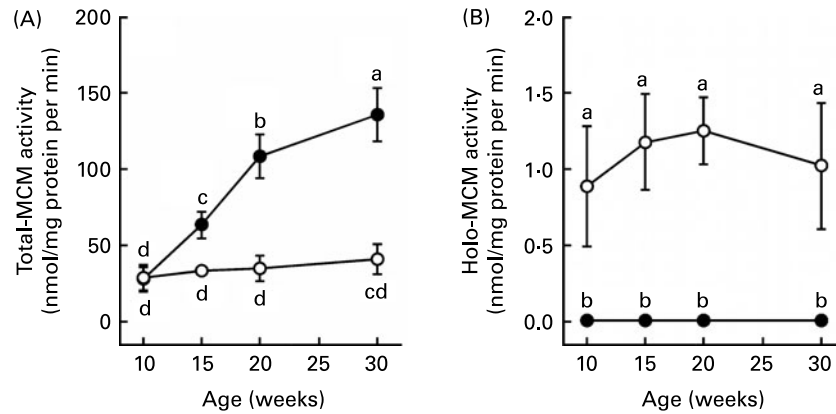 (A)
200
150
100
50
0
Total-MCM activity
(nmol/mg protein per min)
d
d
c
d
b
d
a
cd
10 15 20 25 30
Age (weeks)
(B)
2·0
1·5
1·0
0·5
0·0
Holo-MCM activity
(nmol/mg protein per min)
a a a a
b b b b
10 15 20 25 30
Age (weeks)